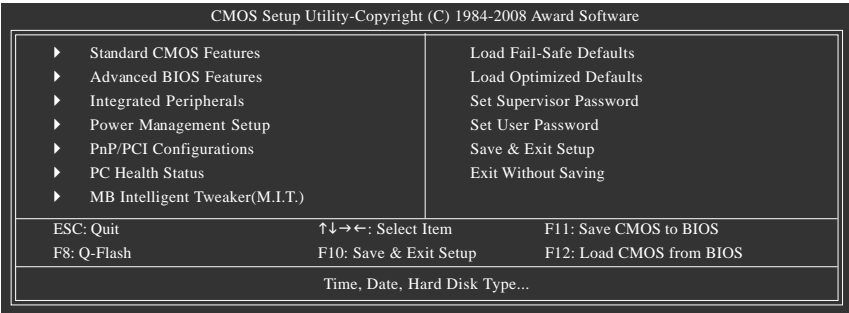 CMOS Setup Utility-Copyright (C) 1984-2008 Award Software
Standard CMOS Features
Advanced BIOS Features
Integrated Peripherals
Power Management Setup
PnP/PCI Configurations
PC Health Status
MB Intelligent Tweaker(M.I.T.)
Load Fail-Safe Defaults
Load Optimized Defaults
Set Supervisor Password
Set User Password
Save & Exit Setup
Exit Without Saving
ESC: Quit ↑↓→←: Select Item F11: Save CMOS to BIOS
F8: Q-Flash F10: Save & Exit Setup F12: Load CMOS from BIOS
Time, Date, Hard Disk Type...